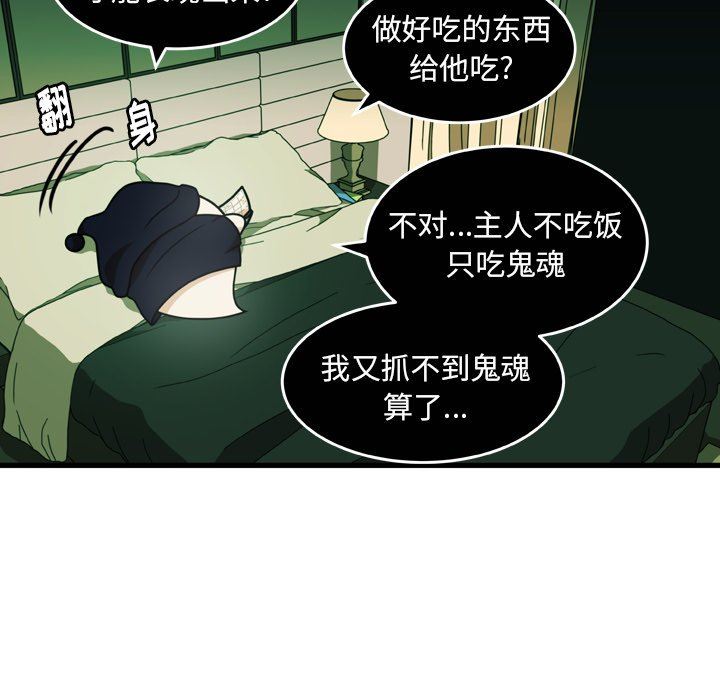 做好吃的东西
给他吃?
翻身
不对...主人不吃饭
只吃鬼魂
我又抓不到鬼魂
算了...